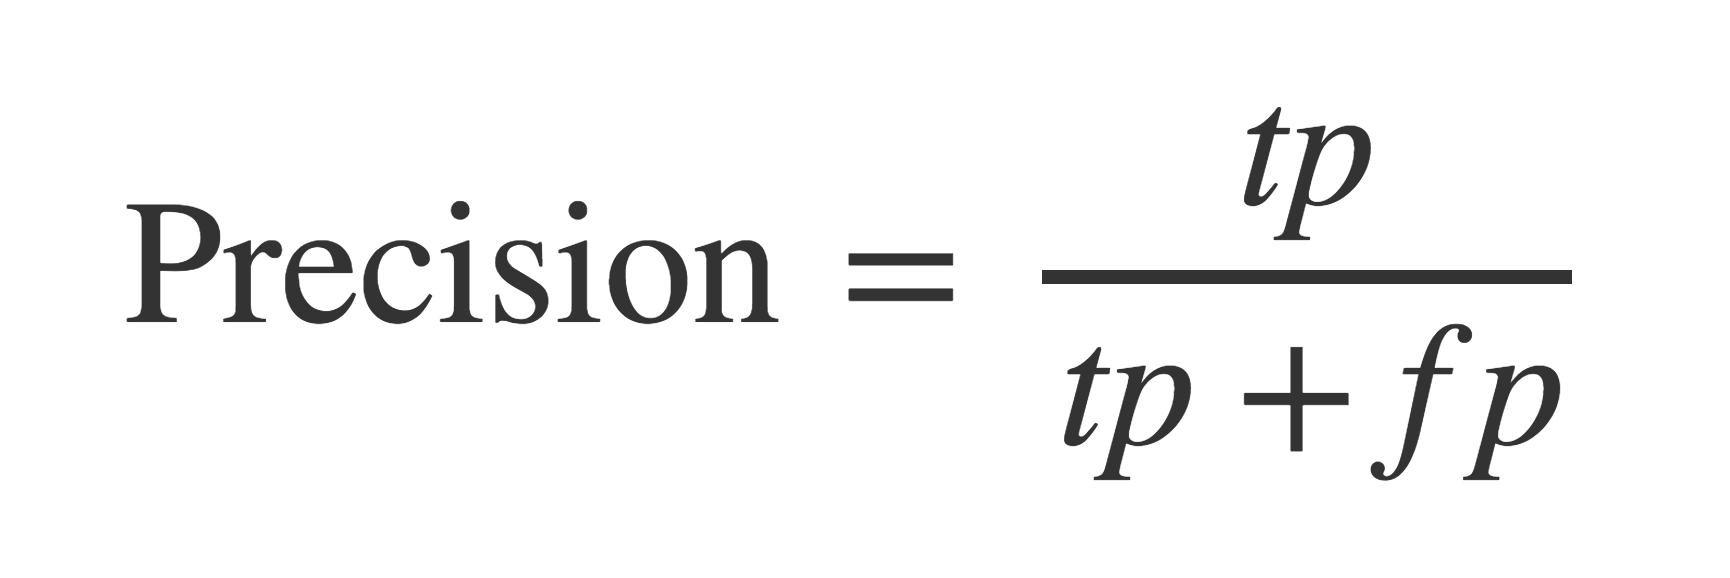 Precision = tp
tp + fp